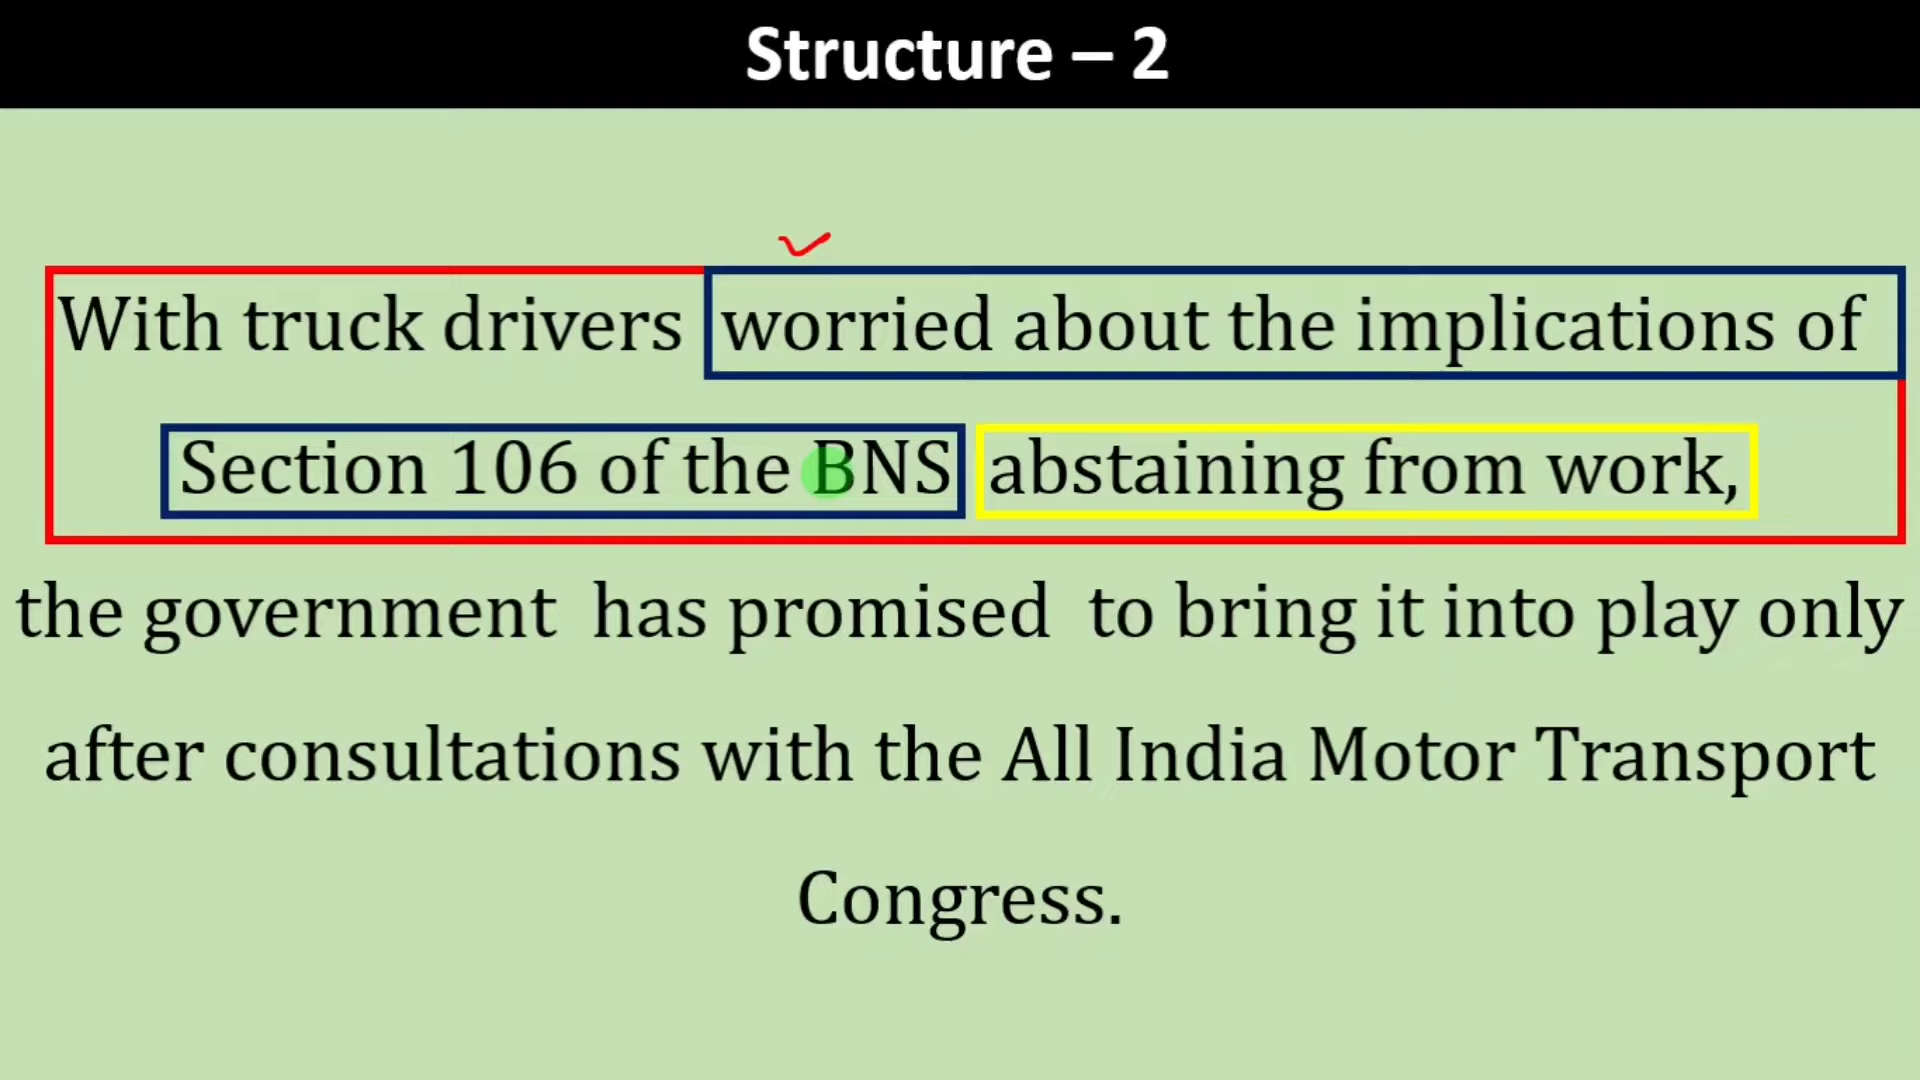 Structure – 2
With truck drivers worried about the implications of
Section 106 of the BNS abstaining from work,
the government has promised to bring it into play only
after consultations with the All India Motor Transport
Congress.